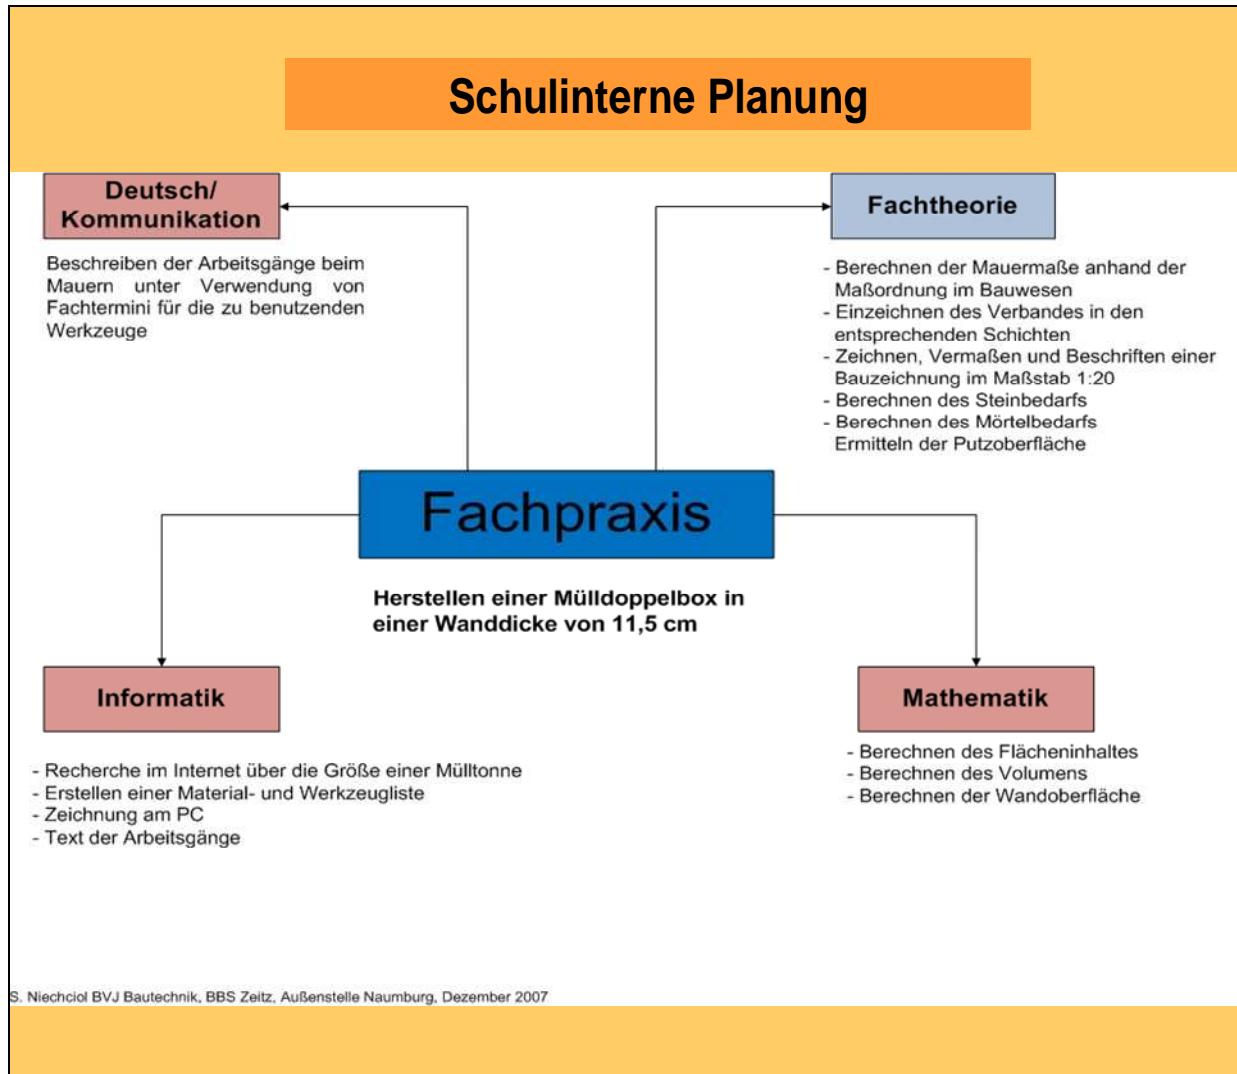 Schulinterne Planung
Deutsch/
Kommunikation
Beschreiben der Arbeitsgänge beim
Mauern unter Verwendung von
Fachtermini für die zu benutzenden
Werkzeuge
Fachtheorie
- Berechnen der Mauermaße anhand der
Maßordnung im Bauwesen
- Einzeichnen des Verbandes in den
entsprechenden Schichten
- Zeichnen, Vermaßen und Beschriften einer
Bauzeichnung im Maßstab 1:20
- Berechnen des Steinbedarfs
- Berechnen des Mörtelbedarfs
Ermitteln der Putzoberfläche
Fachpraxis
Herstellen einer Mülldoppelbox in
einer Wanddicke von 11,5 cm
Informatik
- Recherche im Internet über die Größe einer Mülltonne
- Erstellen einer Material- und Werkzeugliste
- Zeichnung am PC
- Text der Arbeitsgänge
Mathematik
- Berechnen des Flächeninhaltes
- Berechnen des Volumens
- Berechnen der Wandoberfläche
S. Niechciol BVJ Bautechnik, BBS Zeitz, Außenstelle Naumburg, Dezember 2007